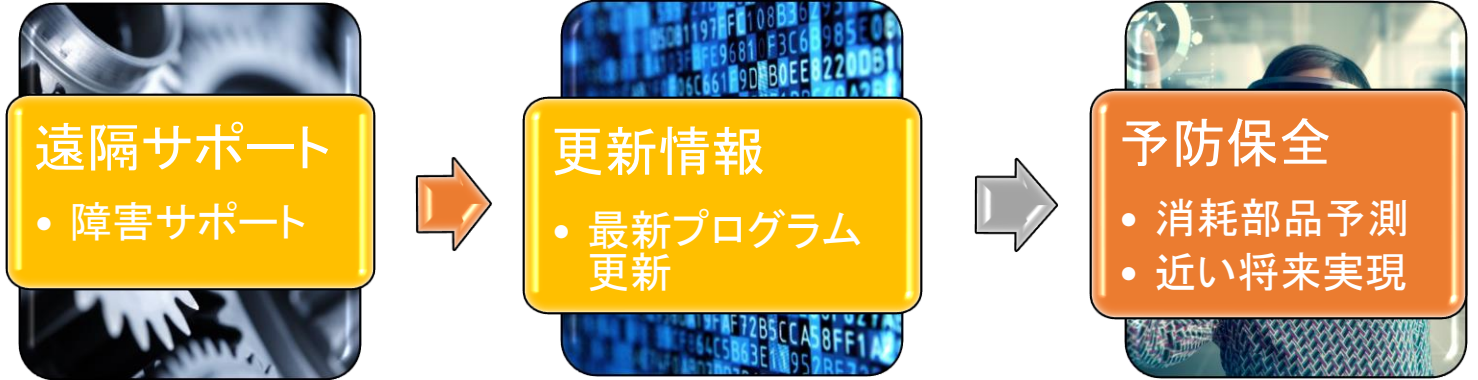 遠隔サポート
• 障害サポート
更新情報
• 最新プログラム
更新
予防保全
• 消耗部品予測
• 近い将来実現